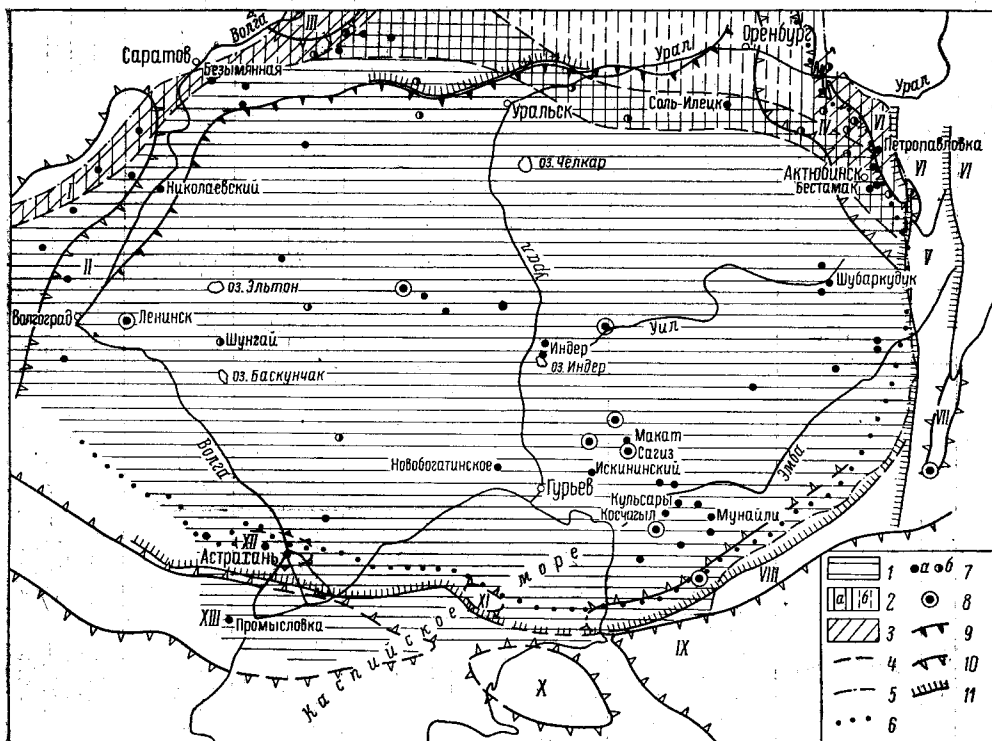 Волга
III
Саратов
Оренбург
Безымянная
Урал
Урал
Уральск
Соль-Илецк
IV
VI
Петропавловка
VI
VI
оз. Челкар
Актюбинск
Бестамак
I
Николаевский
Урал
II
V
оз. Эльтон
Шубаркудук
Волгоград
Ленинск
Уил
Шунгай
Индер
оз. Индер
оз. Баскунчак
VII
Макат
Сагиз
Волга
Новобогатинское
Искининский
Эмба
Гурьев
Кульсары
Косчагыл
Мунайли
XII
Астрахань
VIII
XI
XIII
Промысловка
Каспийское море
IX
X
1
а б 7
а б 2
8
3
9
4
10
5
11
6